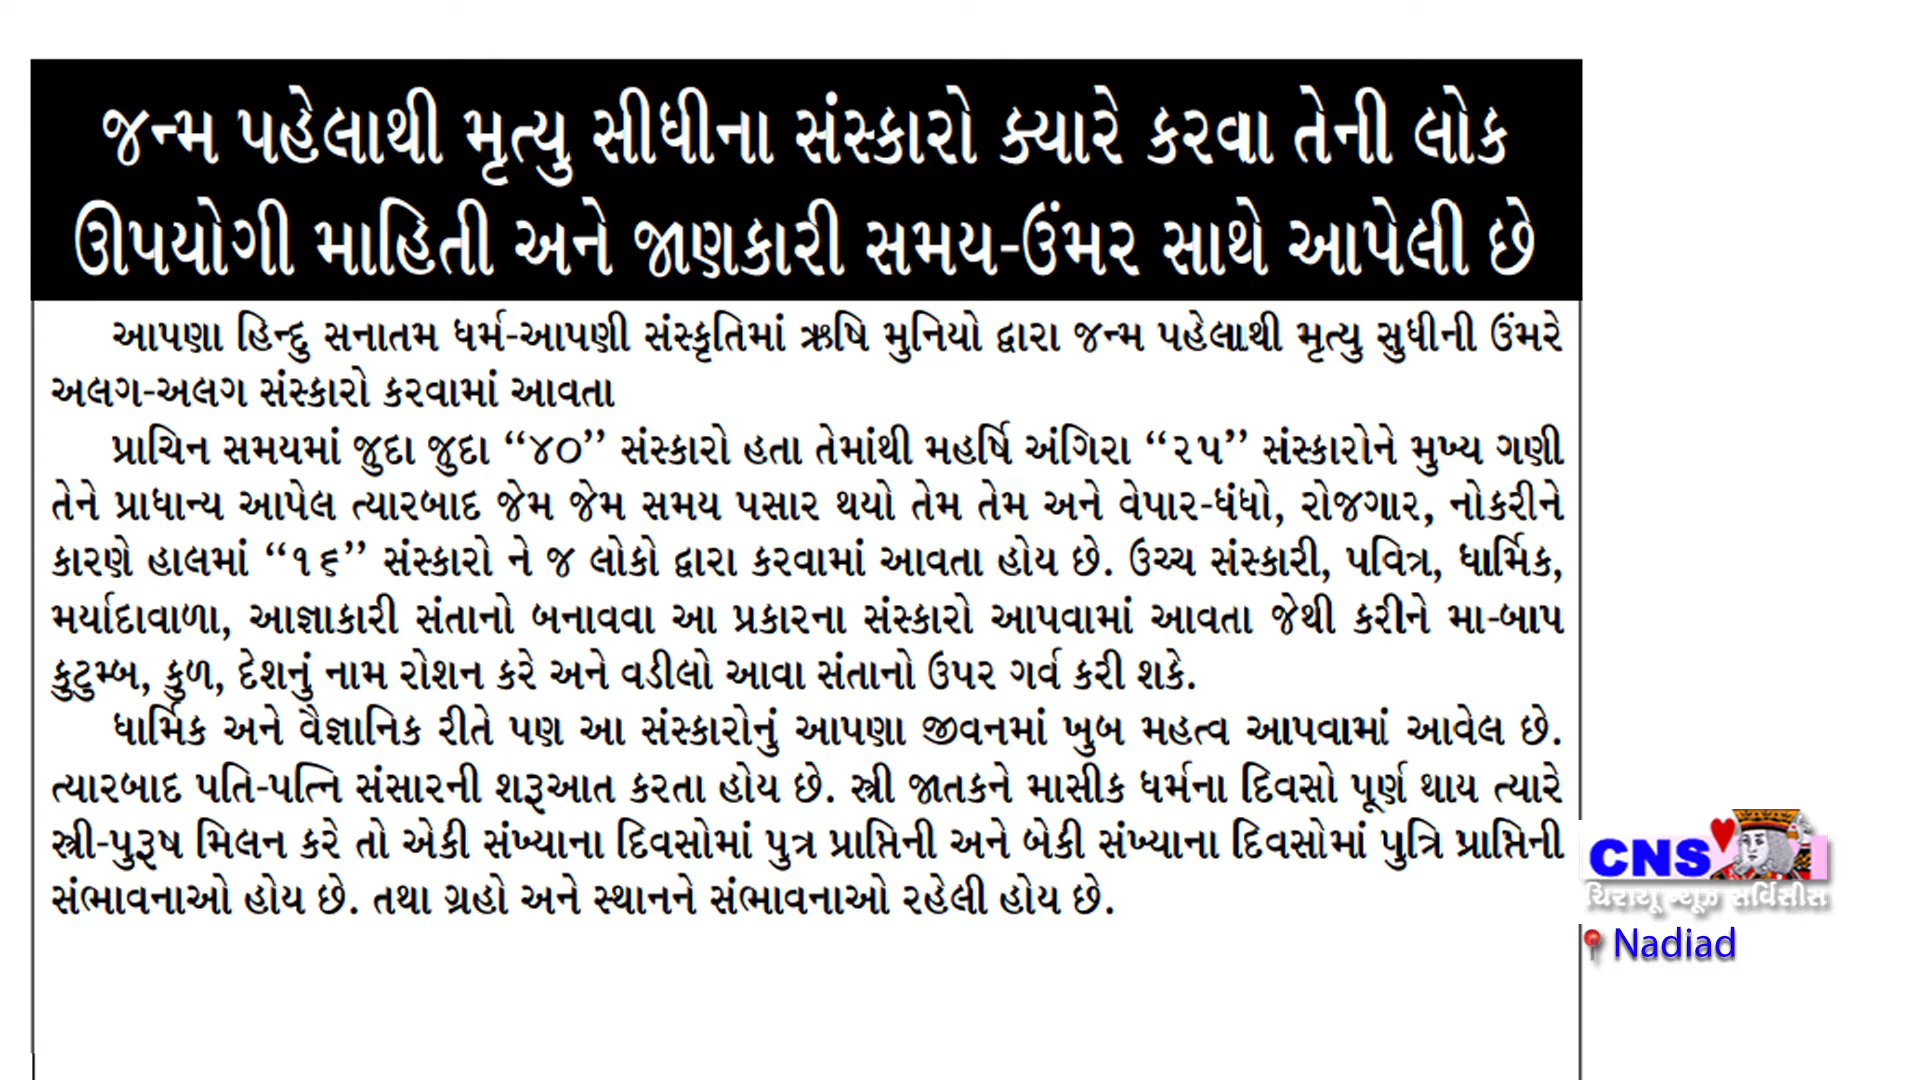 જન્મ પહેલાથી મૃત્યુ સીધીના સંસ્કારો ક્યારે કરવા તેની લોક
ઊપયોગી માહિતી અને જાણકારી સમય-ઉંમર સાથે આપેલી છે
આપણા હિન્દુ સનાતમ ધર્મ-આપણી સંસ્કૃતિમાં ઋષિ મુનિયો દ્વારા જન્મ પહેલાથી મૃત્યુ સુધીની ઉંમરે
અલગ-અલગ સંસ્કારો કરવામાં આવતા
પ્રાચિન સમયમાં જુદા જુદા “૪૦” સંસ્કારો હતા તેમાંથી મહર્ષિ અંગિરા “૨૫” સંસ્કારોને મુખ્ય ગણી
તેને પ્રાધાન્ય આપેલ ત્યારબાદ જેમ જેમ સમય પસાર થયો તેમ તેમ અને વેપાર-ધંધો, રોજગાર, નોકરીને
કારણે હાલમાં “૧૬” સંસ્કારો ને જ લોકો દ્વારા કરવામાં આવતા હોય છે. ઉચ્ચ સંસ્કારી, પવિત્ર, ધાર્મિક,
મર્યાદાવાળા, આજ્ઞાકારી સંતાનો બનાવવા આ પ્રકારના સંસ્કારો આપવામાં આવતા જેથી કરીને મા-બાપ
કુટુમ્બ, કુળ, દેશનું નામ રોશન કરે અને વડીલો આવા સંતાનો ઉપર ગર્વ કરી શકે.
ધાર્મિક અને વૈજ્ઞાનિક રીતે પણ આ સંસ્કારોનું આપણા જીવનમાં ખુબ મહત્વ આપવામાં આવેલ છે.
ત્યારબાદ પતિ-પત્નિ સંસારની શરૂઆત કરતા હોય છે. સ્ત્રી જાતકને માસીક ધર્મના દિવસો પૂર્ણ થાય ત્યારે
સ્ત્રી-પુરૂષ મિલન કરે તો એકી સંખ્યાના દિવસોમાં પુત્ર પ્રાપ્તિની અને બેકી સંખ્યાના દિવસોમાં પુત્રિ પ્રાપ્તિની
સંભાવનાઓ હોય છે. તથા ગ્રહો અને સ્થાનને સંભાવનાઓ રહેલી હોય છે.
CNS
ચિરાયૂ ન્યૂઝ સર્વિસીસ
Nadiad